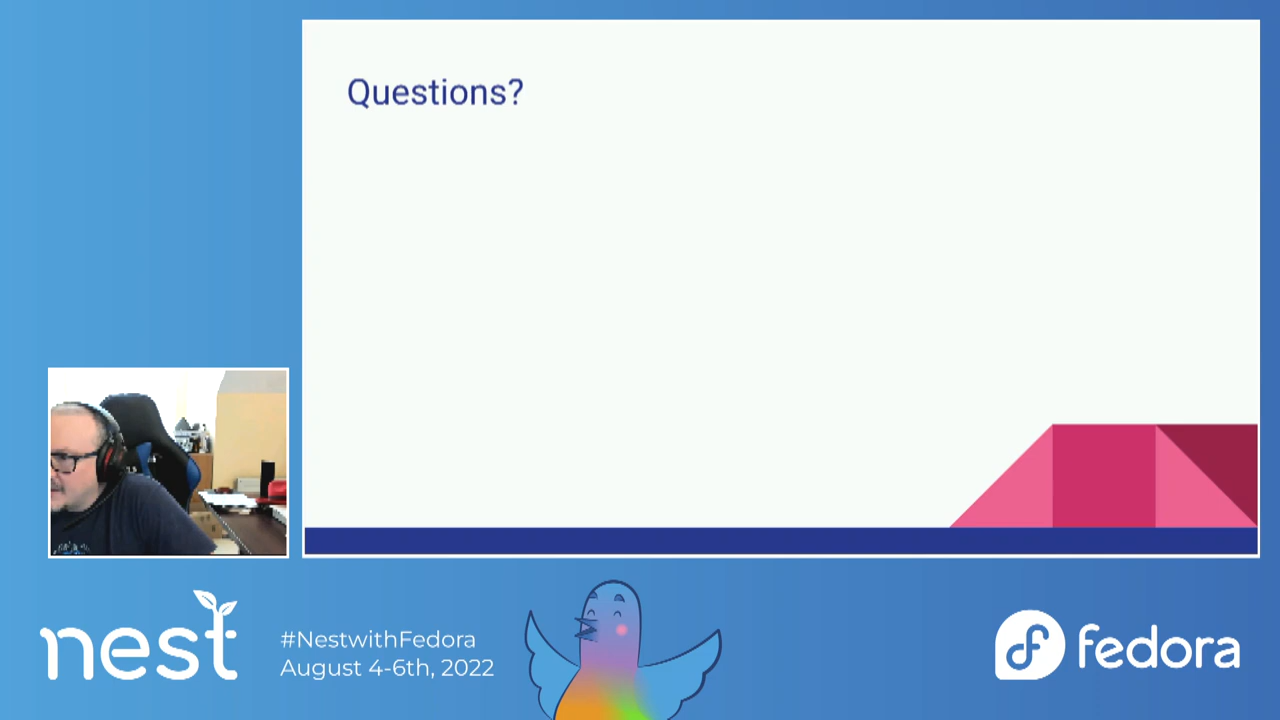 Questions?
nest
#NestwithFedora
August 4-6th, 2022
fedora